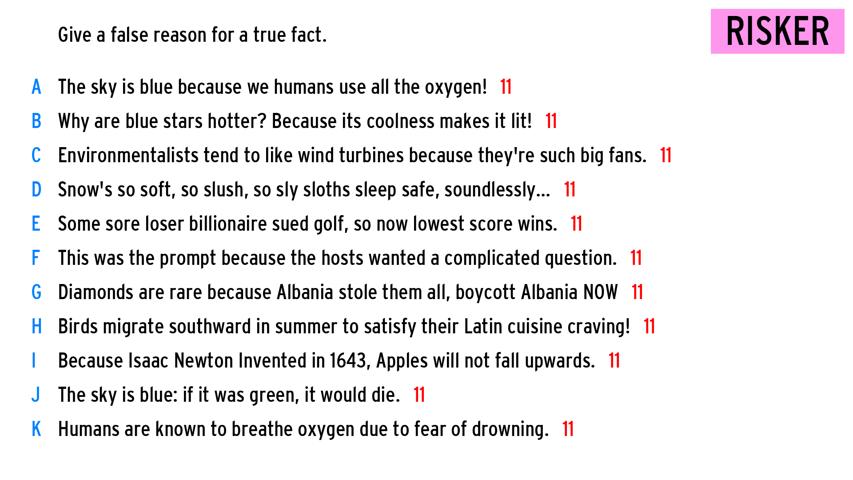 Give a false reason for a true fact.
RISKER
A The sky is blue because we humans use all the oxygen! 11
B Why are blue stars hotter? Because its coolness makes it lit! 11
C Environmentalists tend to like wind turbines because they're such big fans. 11
D Snow's so soft, so slush, so sly sloths sleep safe, soundlessly... 11
E Some sore loser billionaire sued golf, so now lowest score wins. 11
F This was the prompt because the hosts wanted a complicated question. 11
G Diamonds are rare because Albania stole them all, boycott Albania NOW 11
H Birds migrate southward in summer to satisfy their Latin cuisine craving! 11
I Because Isaac Newton Invented in 1643, Apples will not fall upwards. 11
J The sky is blue: if it was green, it would die. 11
K Humans are known to breathe oxygen due to fear of drowning. 11